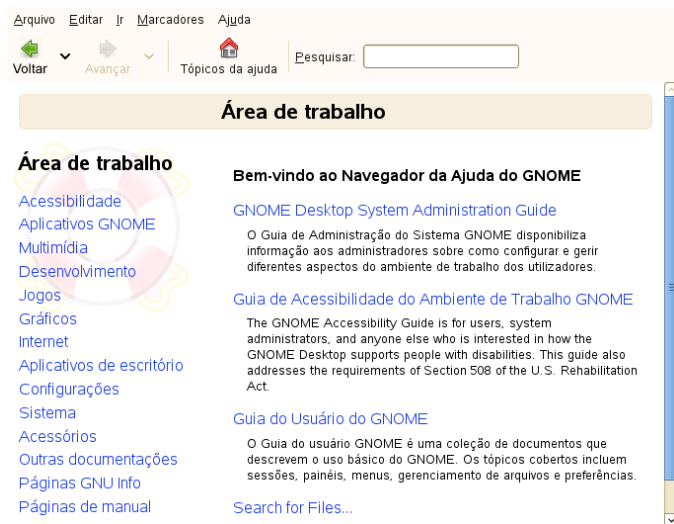 Arquivo Editar Ir Marcadores Ajuda
Voltar Avançar Tópicos da ajuda Pesquisar:
Área de trabalho
Área de trabalho
Acessibilidade
Aplicativos GNOME
Multimídia
Desenvolvimento
Jogos
Gráficos
Internet
Aplicativos de escritório
Configurações
Sistema
Acessórios
Outras documentações
Páginas GNU Info
Páginas de manual
Bem-vindo ao Navegador da Ajuda do GNOME
GNOME Desktop System Administration Guide
O Guia de Administração do Sistema GNOME disponibiliza
informação aos administradores sobre como configurar e gerir
diferentes aspectos do ambiente de trabalho dos utilizadores.
Guia de Acessibilidade do Ambiente de Trabalho GNOME
The GNOME Accessibility Guide is for users, system
administrators, and anyone else who is interested in how the
GNOME Desktop supports people with disabilities. This guide also
addresses the requirements of Section 508 of the U.S. Rehabilitation
Act.
Guia do Usuário do GNOME
O Guia do usuário GNOME é uma coleção de documentos que
descrevem o uso básico do GNOME. Os tópicos cobertos incluem
sessões, painéis, menus, gerenciamento de arquivos e preferências.
Search for Files...